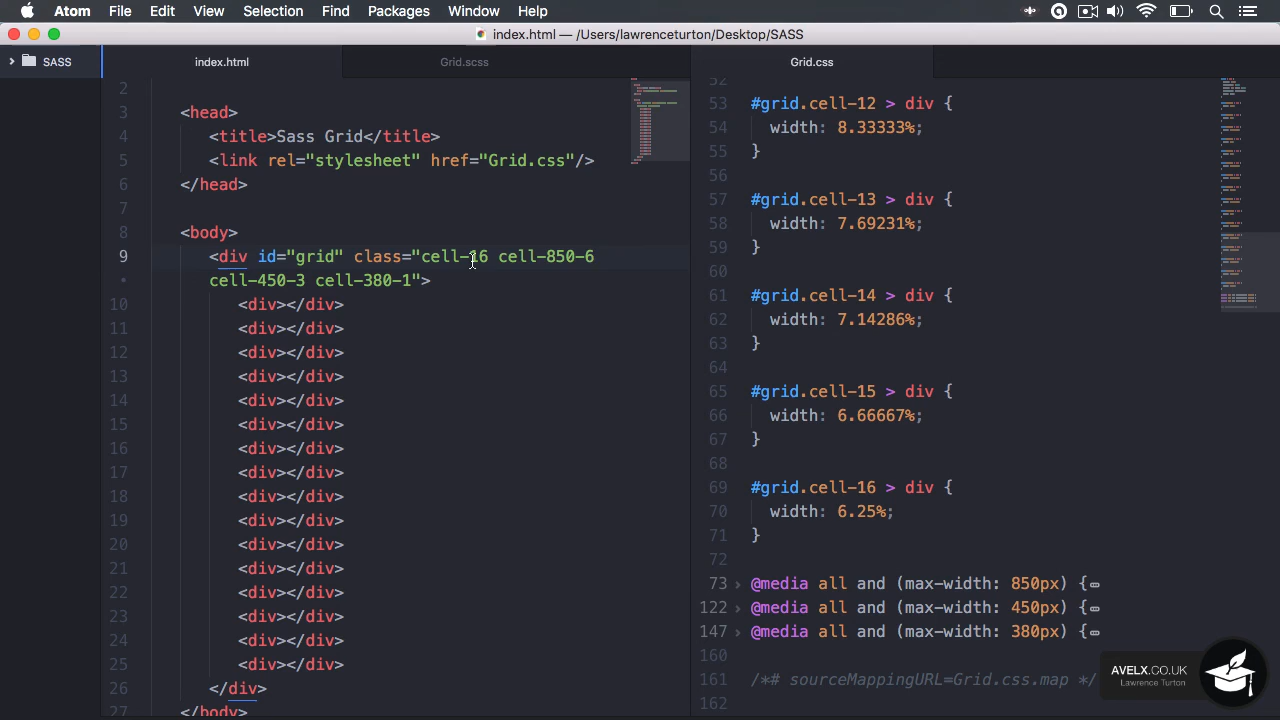 Atom File Edit View Selection Find Packages Window Help
index.html — /Users/lawrenceturton/Desktop/SASS
SASS
index.html
Grid.scss
Grid.css
2
3 <head>
4 <title>Sass Grid</title>
5 <link rel="stylesheet" href="Grid.css"/>
6 </head>
7
8 <body>
9 <div id="grid" class="cell-16 cell-850-6
• cell-450-3 cell-380-1">
10 <div></div>
11 <div></div>
12 <div></div>
13 <div></div>
14 <div></div>
15 <div></div>
16 <div></div>
17 <div></div>
18 <div></div>
19 <div></div>
20 <div></div>
21 <div></div>
22 <div></div>
23 <div></div>
24 <div></div>
25 <div></div>
26 </div>
27 </body>
52
53 #grid.cell-12 > div {
54 width: 8.33333%;
55 }
56
57 #grid.cell-13 > div {
58 width: 7.69231%;
59 }
60
61 #grid.cell-14 > div {
62 width: 7.14286%;
63 }
64
65 #grid.cell-15 > div {
66 width: 6.66667%;
67 }
68
69 #grid.cell-16 > div {
70 width: 6.25%;
71 }
72
73 @media all and (max-width: 850px) {
122 @media all and (max-width: 450px) {
147 @media all and (max-width: 380px) {
160
161 /*# sourceMappingURL=Grid.css.map */
162
AVELX.CO.UK
Lawrence Turton